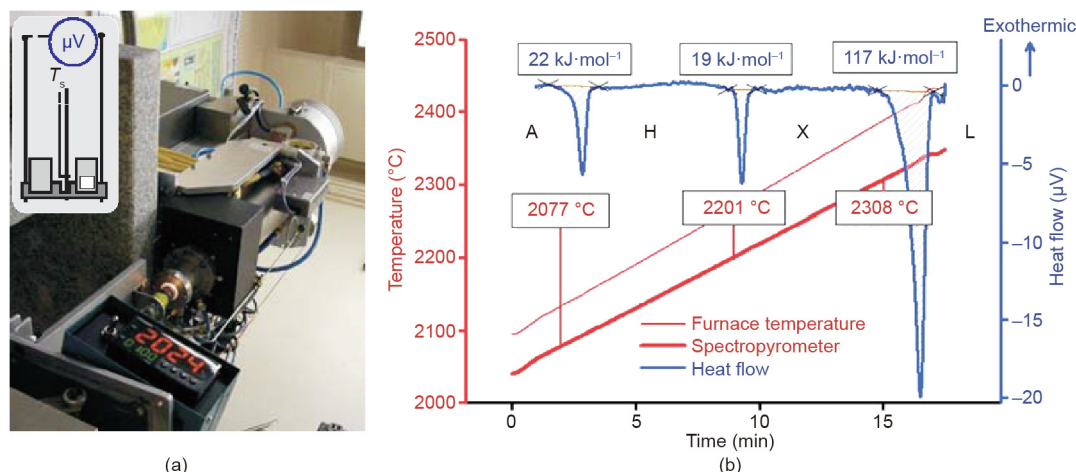 μV
Ts
2024
(a)
Exothermic
2500
2400
2300
2200
2100
2000
Temperature (°C)
22 kJ·mol⁻¹
19 kJ·mol⁻¹
117 kJ·mol⁻¹
A
H
X
L
2077 °C
2201 °C
2308 °C
Furnace temperature
Spectropyrometer
Heat flow
0
−5
−10
−15
−20
Heat flow (μV)
0
5
10
15
Time (min)
(b)